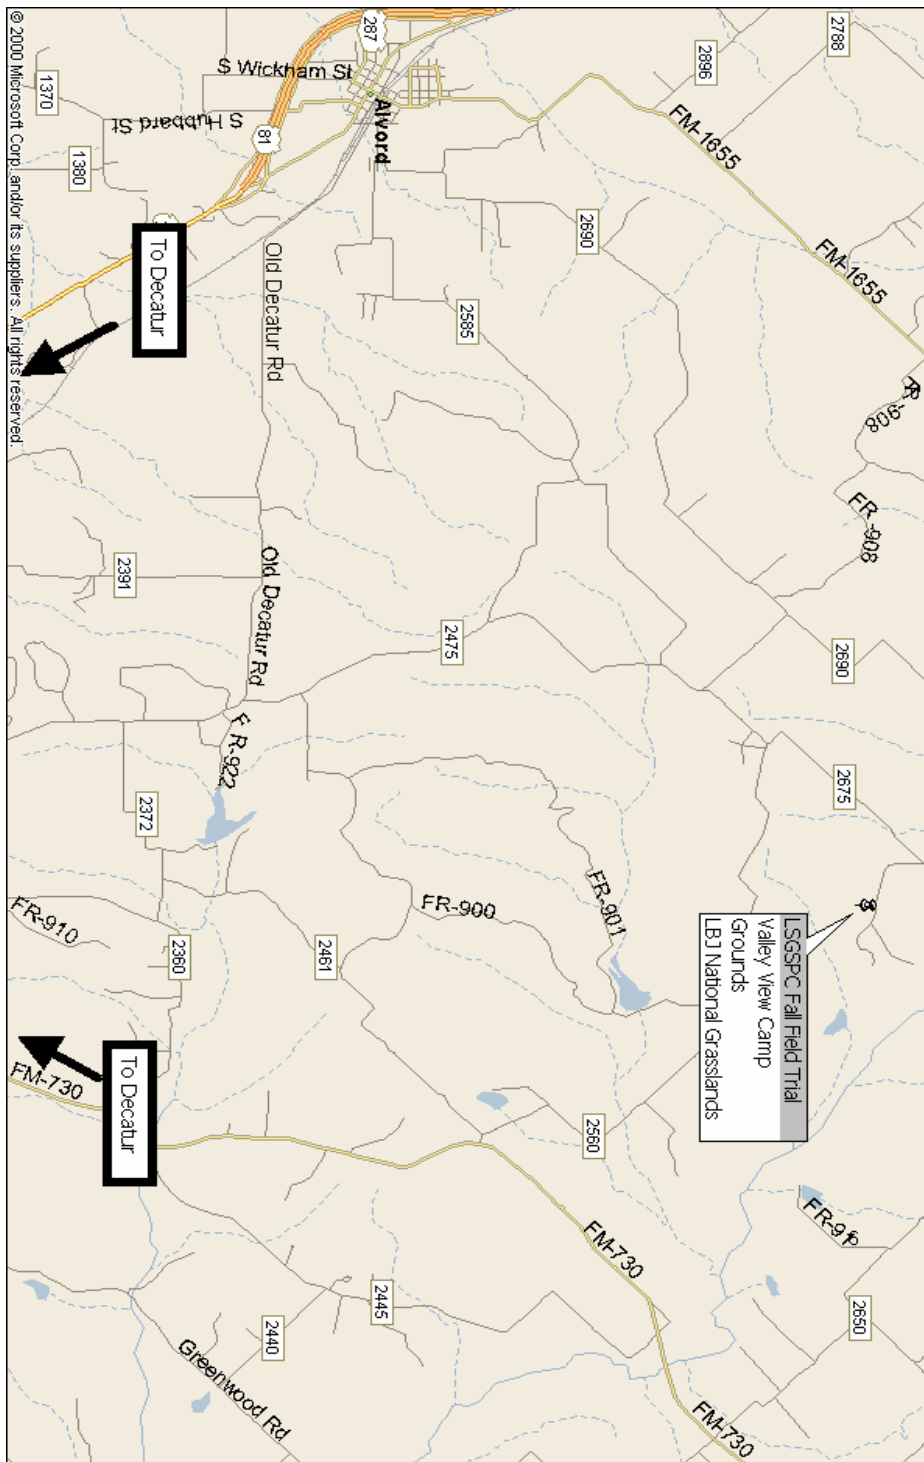 2788
2896
287
S Wickham St
1370
Alvord
S Hubbard St
81
1380
FM-1655
2690
FM-1655
To Decatur
Old Decatur Rd
2585
-908
FR -908
Old Decatur Rd
2391
2475
2690
F R-922
2675
2372
FR-900
FR-901
FR-910
2360
2461
LSGSPC Fall Field Trial
Valley View Camp
Grounds
LBJ National Grasslands
To Decatur
FM-730
2560
FR-916
FM-730
2650
2445
2440
Greenwood Rd
FM-730
© 2000 Microsoft Corp. and/or its suppliers. All rights reserved.